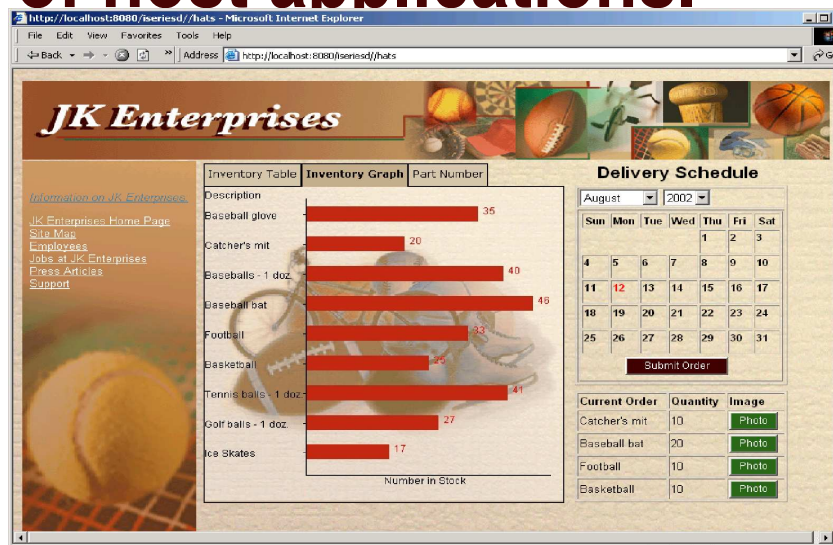 of host applications.
http://localhost:8080/iseriesd//hats - Microsoft Internet Explorer
File Edit View Favorites Tools Help
Back » Address http://localhost:8080/iseriesd//hats
JK Enterprises
Information on JK Enterprises.
JK Enterprises Home Page
Site Map
Employees
Jobs at JK Enterprises
Press Articles
Support
Inventory Table Inventory Graph Part Number
Description
Baseball glove 35
Catcher's mit 20
Baseballs - 1 doz. 40
Baseball bat 46
Football 33
Basketball 25
Tennis balls - 1 doz. 41
Golf balls - 1 doz. 27
Ice Skates 17
Number in Stock
Delivery Schedule
August 2002
Sun Mon Tue Wed Thu Fri Sat
1 2 3
4 5 6 7 8 9 10
11 12 13 14 15 16 17
18 19 20 21 22 23 24
25 26 27 28 29 30 31
Submit Order
Current Order Quantity Image
Catcher's mit 10 Photo
Baseball bat 20 Photo
Football 10 Photo
Basketball 10 Photo